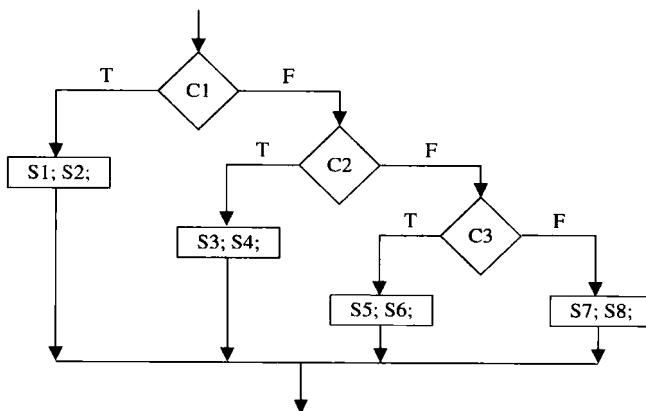 T
C1
F
S1; S2;
T
C2
F
S3; S4;
T
C3
F
S5; S6;
S7; S8;